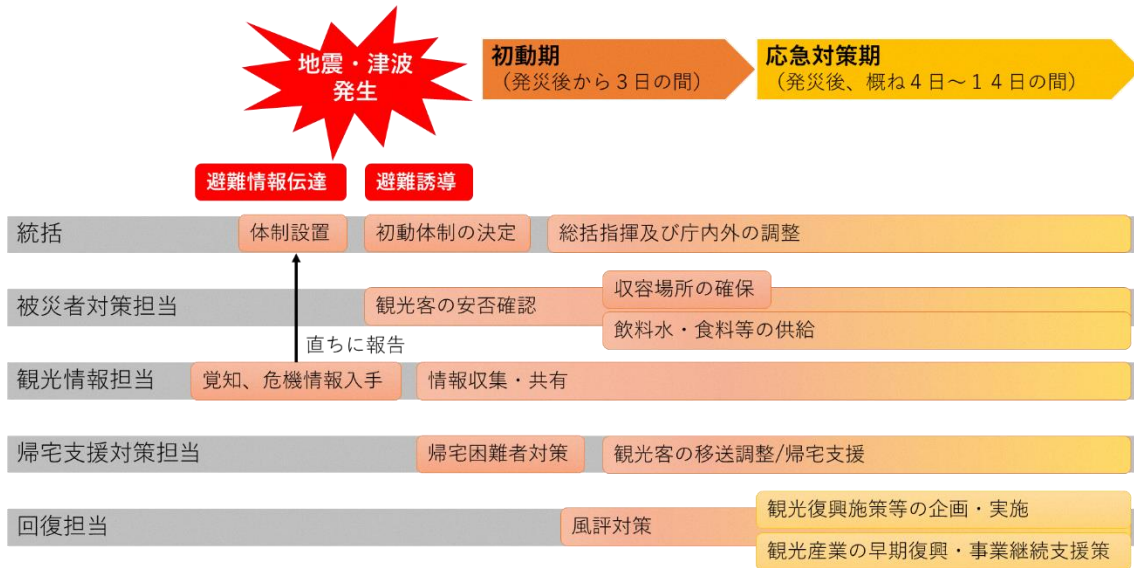 地震・津波
発生
初動期
（発災後から３日の間）
応急対策期
（発災後、概ね４日～１４日の間）
避難情報伝達
避難誘導
統括
体制設置
初動体制の決定
総括指揮及び庁内外の調整
被災者対策担当
観光客の安否確認
収容場所の確保
飲料水・食料等の供給
直ちに報告
観光情報担当
覚知、危機情報入手
情報収集・共有
帰宅支援対策担当
帰宅困難者対策
観光客の移送調整/帰宅支援
回復担当
風評対策
観光復興施策等の企画・実施
観光産業の早期復興・事業継続支援策